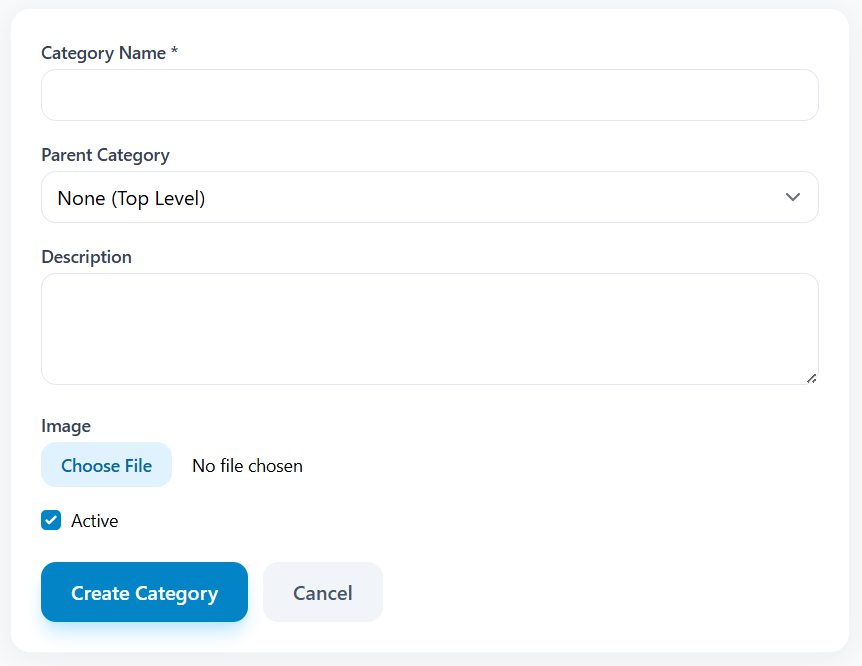 Category Name *
Parent Category
None (Top Level)
Description
Image
Choose File No file chosen
Active
Create Category Cancel